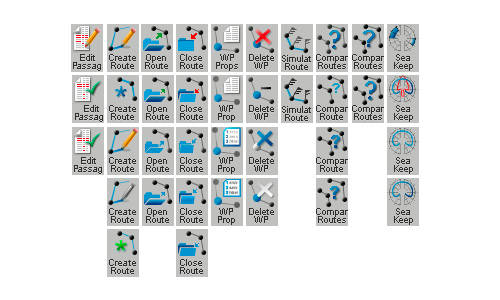 Edit Create Open Close WP Delete Simulat Compar Compar Sea
Passag Route Route Route Props WP Route Routes Routes Keep
Edit Create Open Close WP Delete Simulat Compar Compar Sea
Passag Route Route Route Prop WP Route Route Routes Keep
Edit Create Open Close WP Delete Compar Sea
Passag Route Route Route Prop WP Route Keep
Create Open Close WP Delete Compar Sea
Route Route Route Prop WP Route Keep
Create Close
Route Route